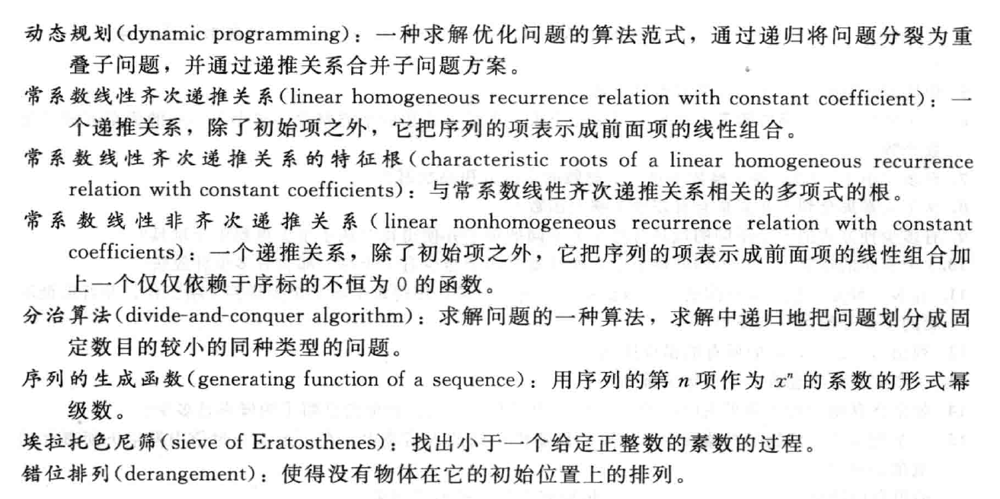 动态规划(dynamic programming)：一种求解优化问题的算法范式，通过递归将问题分裂为重
叠子问题，并通过递推关系合并子问题方案。
常系数线性齐次递推关系(linear homogeneous recurrence relation with constant coefficient)：一
个递推关系，除了初始项之外，它把序列的项表示成前面项的线性组合。
常系数线性齐次递推关系的特征根(characteristic roots of a linear homogeneous recurrence
relation with constant coefficients)：与常系数线性齐次递推关系相关的多项式的根。
常系数线性非齐次递推关系(linear nonhomogeneous recurrence relation with constant
coefficients)：一个递推关系，除了初始项之外，它把序列的项表示成前面项的线性组合加
上一个仅仅依赖于序标的不恒为 0 的函数。
分治算法(divide-and-conquer algorithm)：求解问题的一种算法，求解中递归地把问题划分成固
定数目的较小的同种类型的问题。
序列的生成函数(generating function of a sequence)：用序列的第 n 项作为 xⁿ 的系数的形式幂
级数。
埃拉托色尼筛(sieve of Eratosthenes)：找出小于一个给定正整数的素数的过程。
错位排列(derangement)：使得没有物体在它的初始位置上的排列。